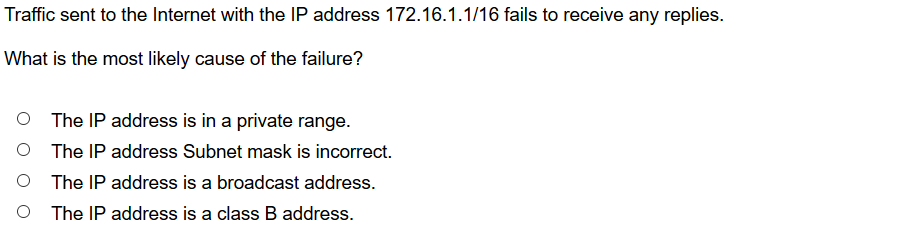 Traffic sent to the Internet with the IP address 172.16.1.1/16 fails to receive any replies.
What is the most likely cause of the failure?
The IP address is in a private range.
The IP address Subnet mask is incorrect.
The IP address is a broadcast address.
The IP address is a class B address.